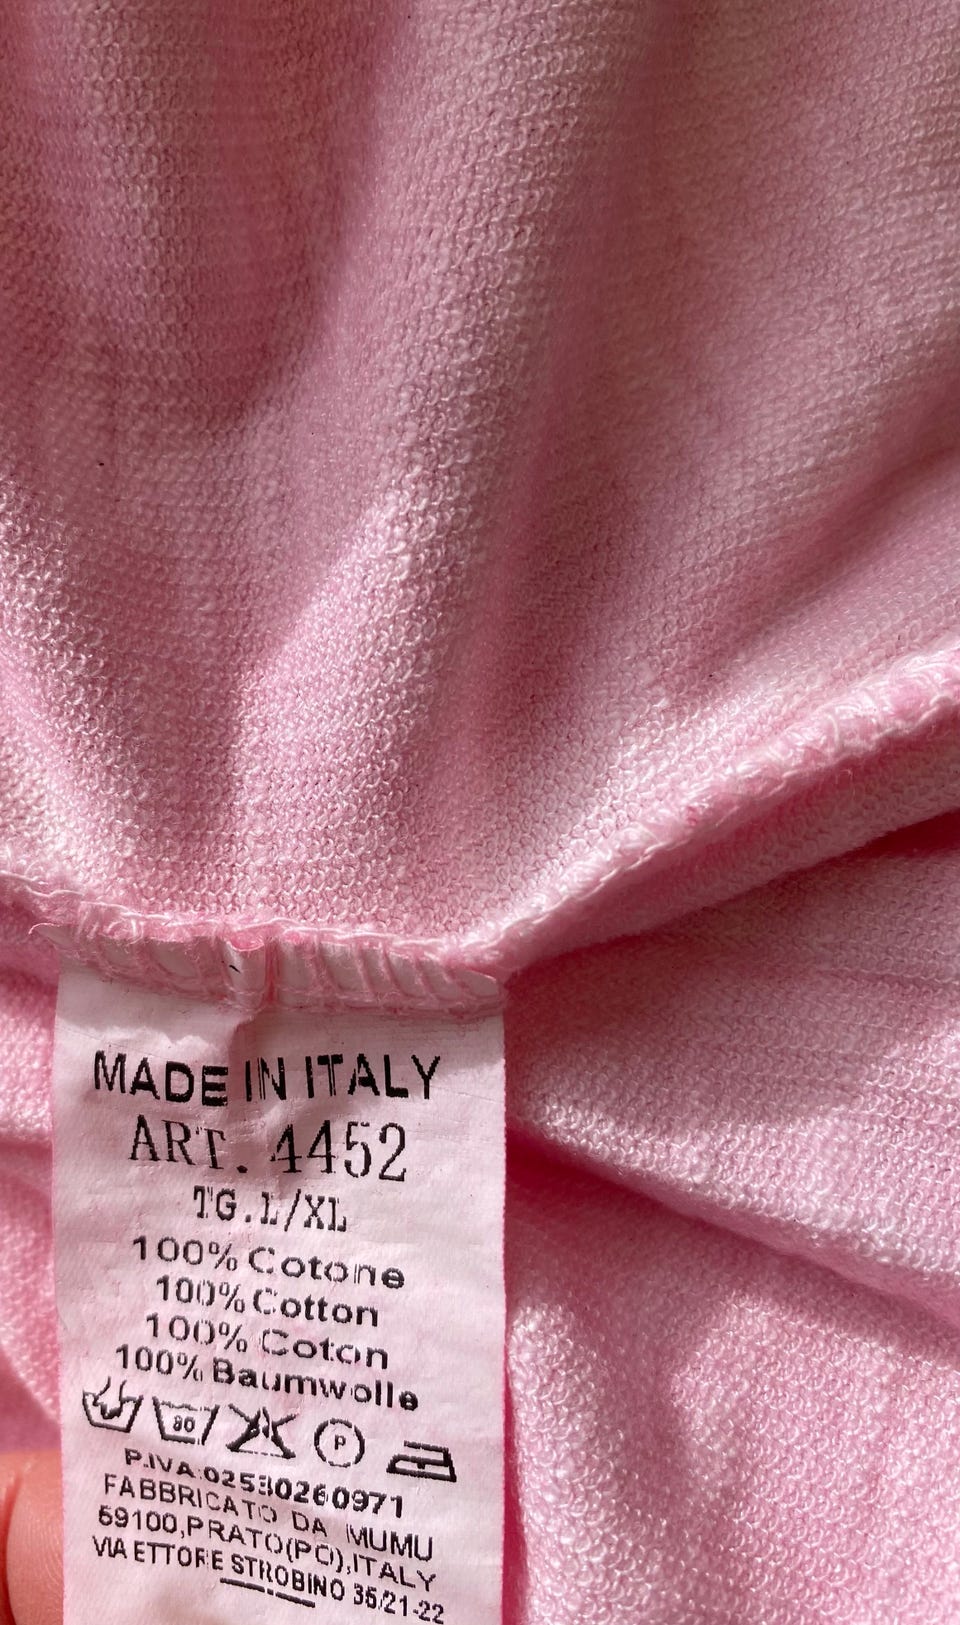 MADE IN ITALY
ART. 4452
TG.L/XL
100% Cotone
100% Cotton
100% Coton
100% Baumwolle
P
P.IVA:02530260971
FABBRICATO DA MUMU
59100,PRATO(PO),ITALY
VIA ETTORE STROBINO 35/21-22